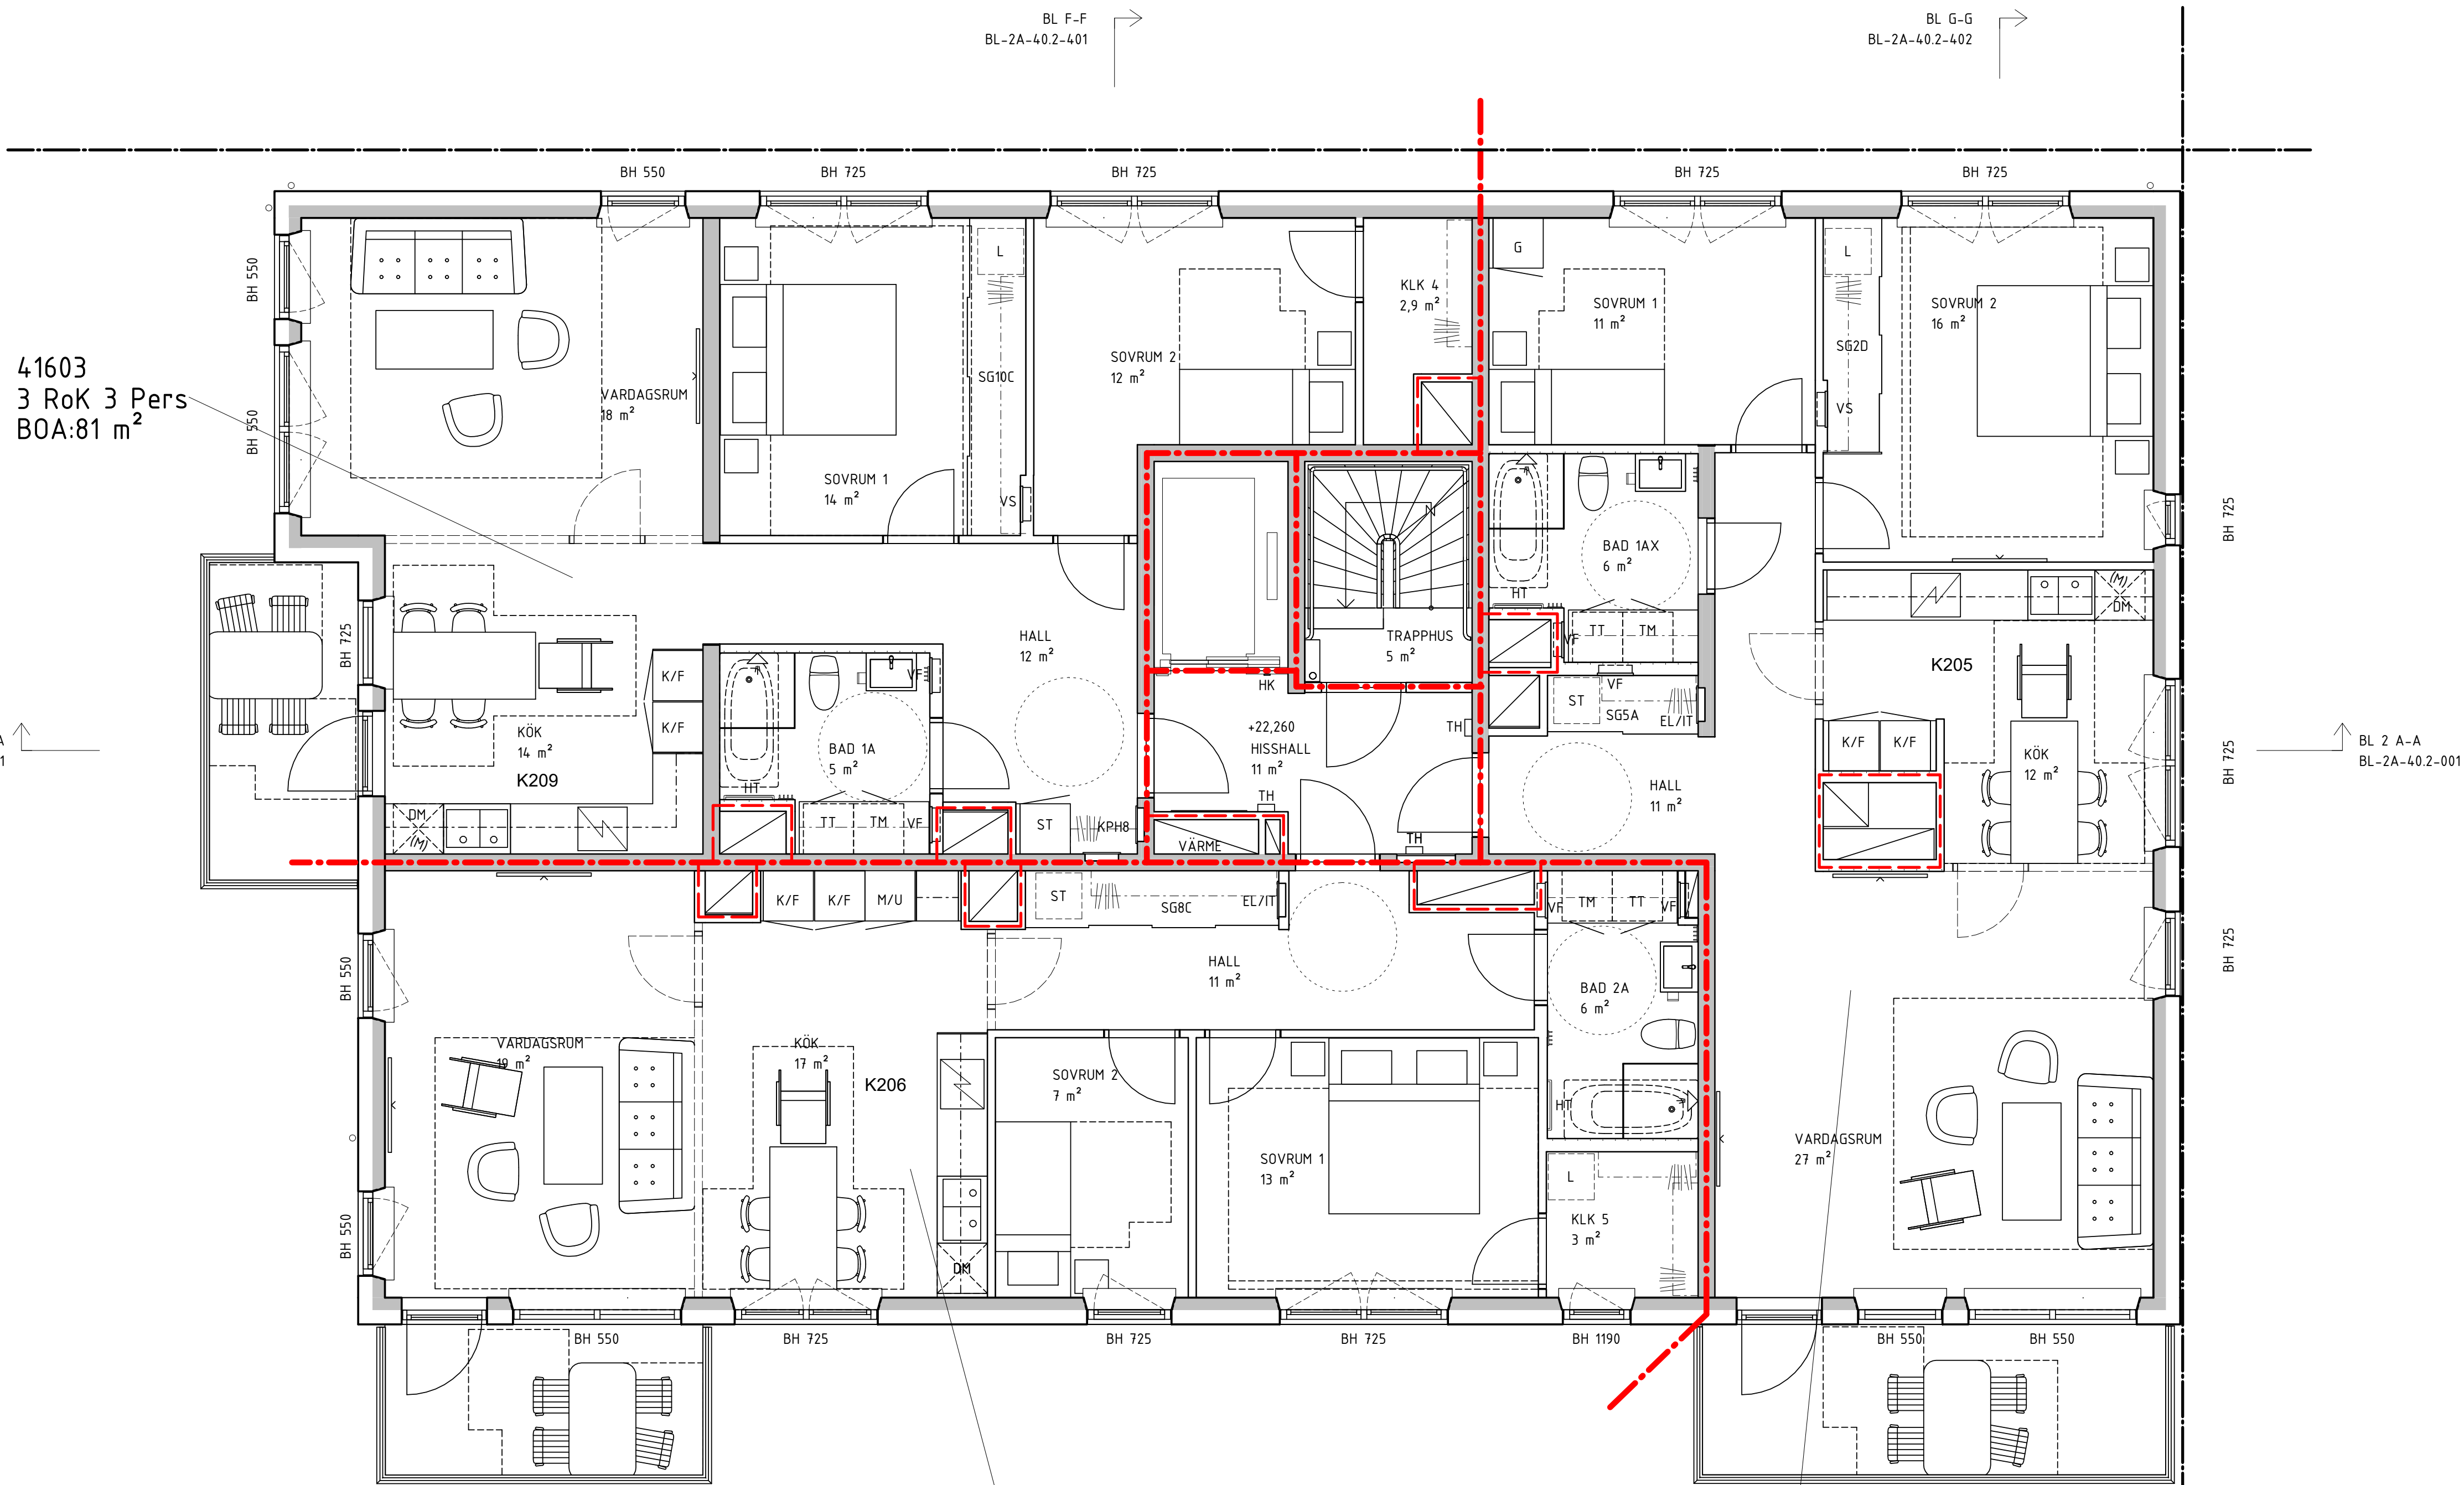 BL F-F
BL-2A-40.2-401
BL G-G
BL-2A-40.2-402
BH 550
BH 725
BH 725
BH 725
BH 725
BH 550
BH 550
41603
3 RoK 3 Pers
BOA:81 m²
VARDAGSRUM
18 m²
SOVRUM 1
14 m²
L
SG10C
VS
SOVRUM 2
12 m²
KLK 4
2,9 m²
G
SOVRUM 1
11 m²
L
SG2D
VS
SOVRUM 2
16 m²
BH 725
BAD 1AX
6 m²
HT
VF
TT
TM
VF
ST
SG5A
EL/IT
TRAPPHUS
5 m²
HK
TH
+22,260
HISSHALL
11 m²
TH
VÄRME
TH
HALL
12 m²
BH 725
K/F
K/F
KÖK
14 m²
K209
DM
(M)
BAD 1A
5 m²
VF
HT
TT
TM
VF
ST
KPH8
HALL
11 m²
(M)
DM
K205
K/F
K/F
KÖK
12 m²
BH 725
BH 725
A
1
BL 2 A-A
BL-2A-40.2-001
K/F
K/F
M/U
ST
SG8C
EL/IT
VF
TM
TT
VF
HALL
11 m²
BAD 2A
6 m²
HT
BH 550
VARDAGSRUM
19 m²
KÖK
17 m²
K206
DM
SOVRUM 2
7 m²
SOVRUM 1
13 m²
L
KLK 5
3 m²
VARDAGSRUM
27 m²
BH 550
BH 550
BH 725
BH 725
BH 725
BH 1190
BH 550
BH 550